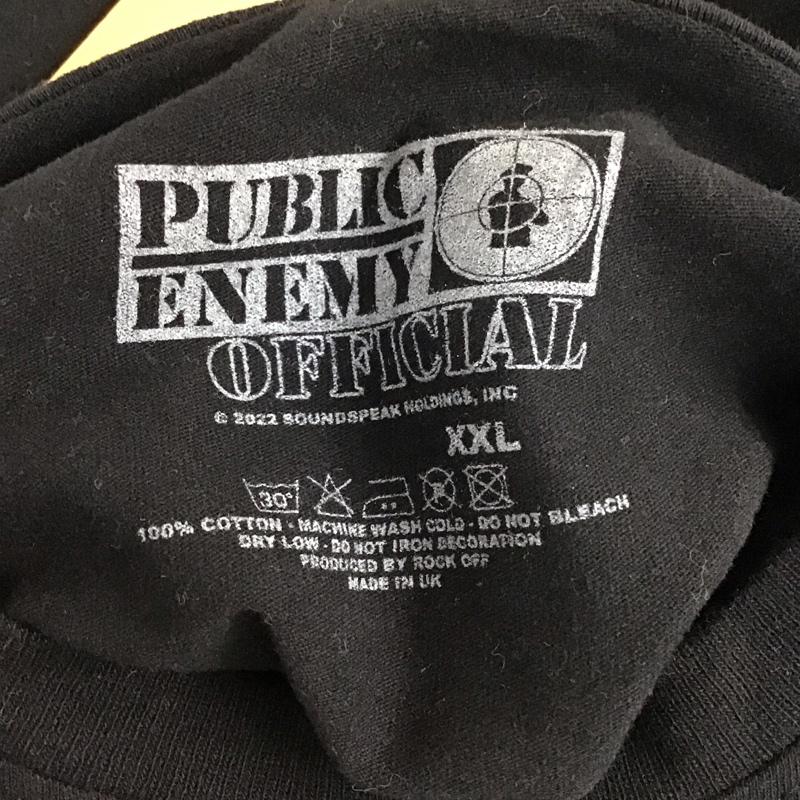 PUBLIC
ENEMY
OFFICIAL
© 2022 SOUNDSPEAK HOLDINGS, INC
XXL
30°
100% COTTON - MACHINE WASH COLD - DO NOT BLEACH
DRY LOW - DO NOT IRON DECORATION
PRODUCED BY ROCK OFF
MADE IN UK